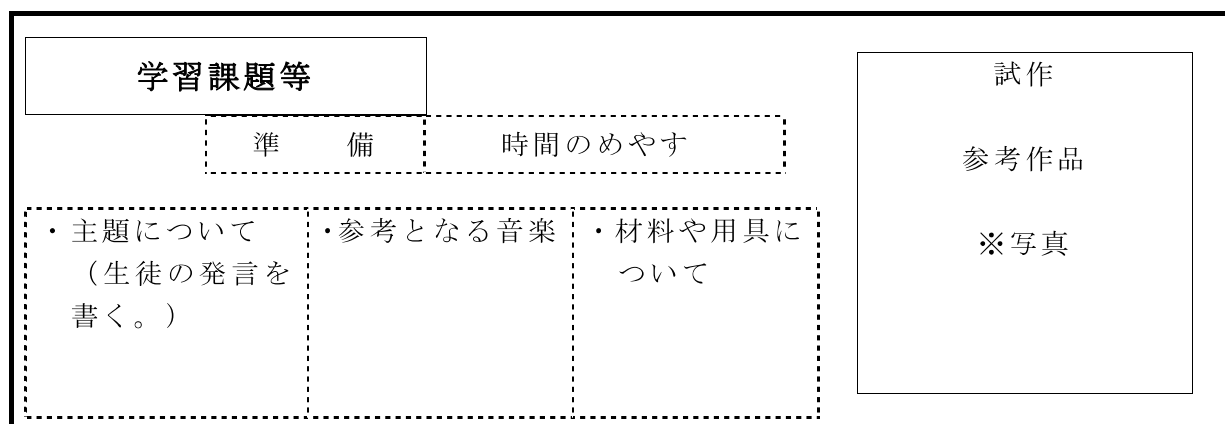 学習課題等
準備
時間のめやす
・主題について
（生徒の発言を
書く。）
・参考となる音楽
・材料や用具に
ついて
試作
参考作品
※写真